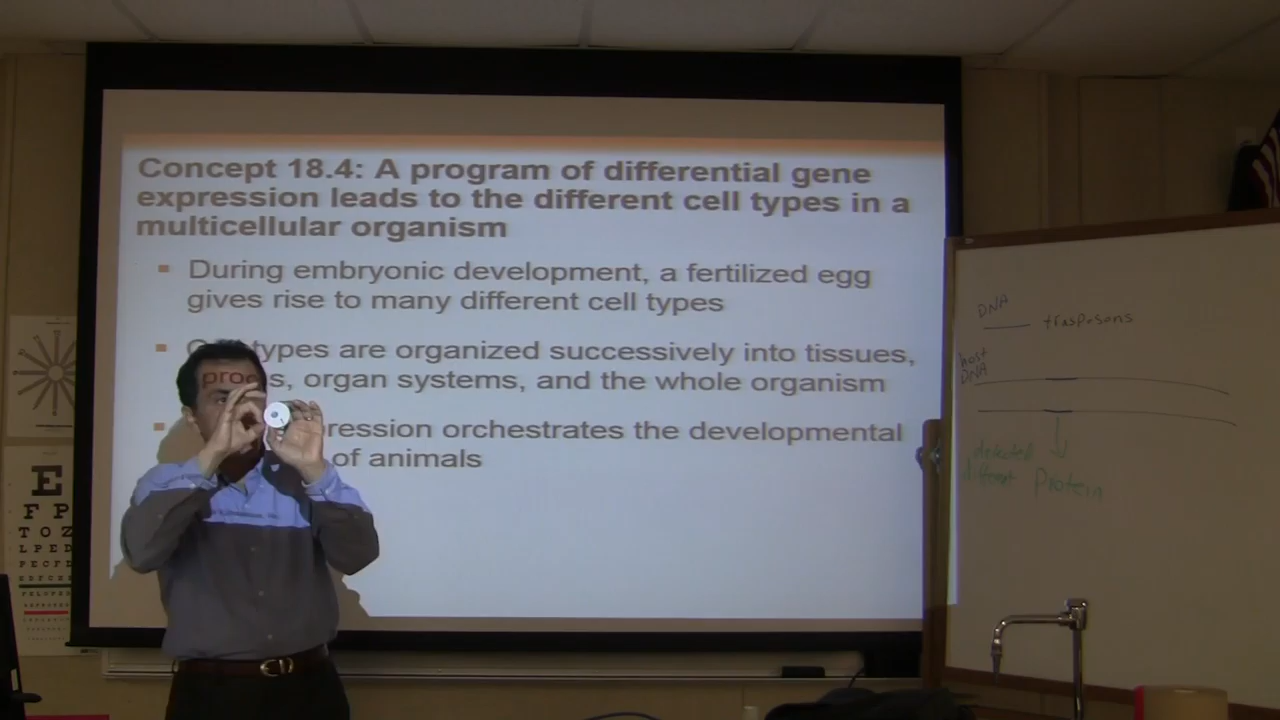 Concept 18.4: A program of differential gene
expression leads to the different cell types in a
multicellular organism
During embryonic development, a fertilized egg
gives rise to many different cell types
types are organized successively into tissues,
organ systems, and the whole organism
pression orchestrates the developmental
of animals
DNA
trasposons
host
DNA
different Protein
E
F P
T O Z
L P E D
P E C F D
E D F C Z P